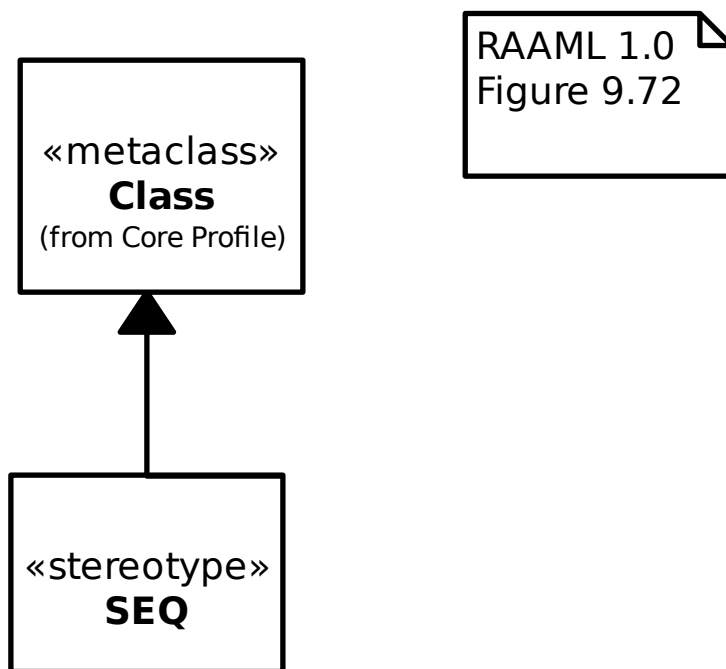 RAAML 1.0
Figure 9.72
«metaclass»
Class
(from Core Profile)
«stereotype»
SEQ